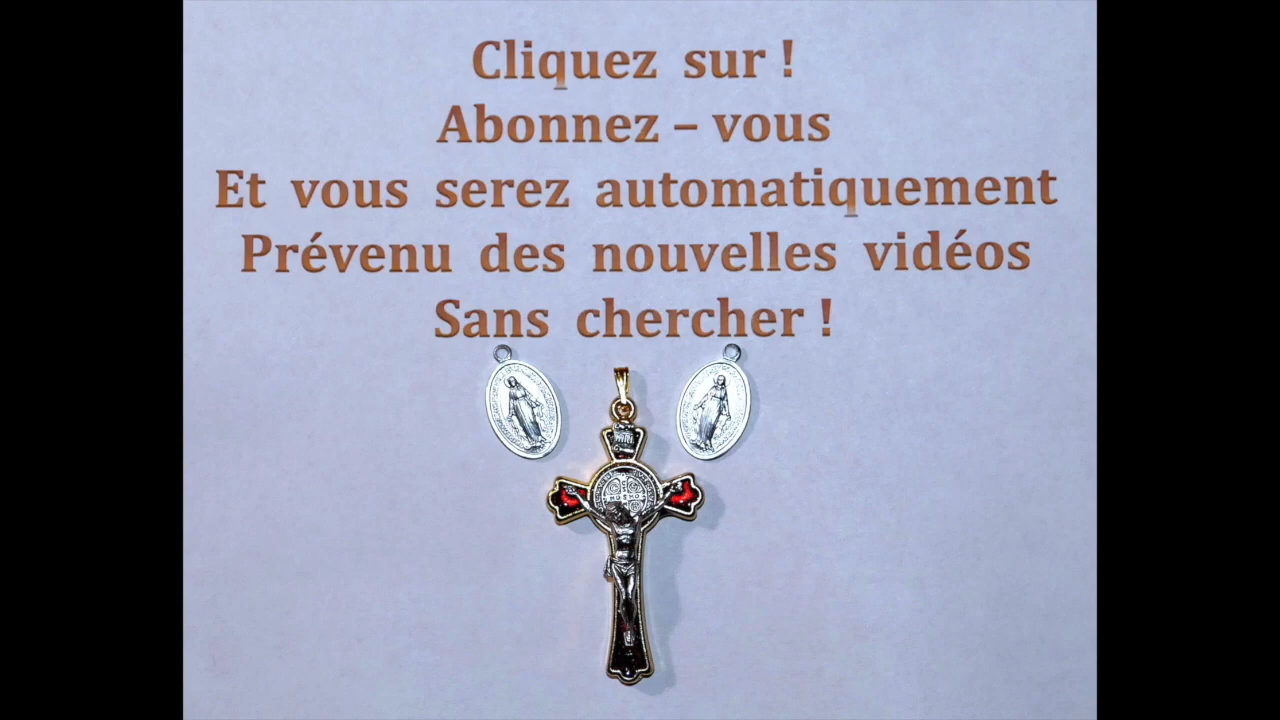 Cliquez sur !
Abonnez – vous
Et vous serez automatiquement
Prévenu des nouvelles vidéos
Sans chercher !